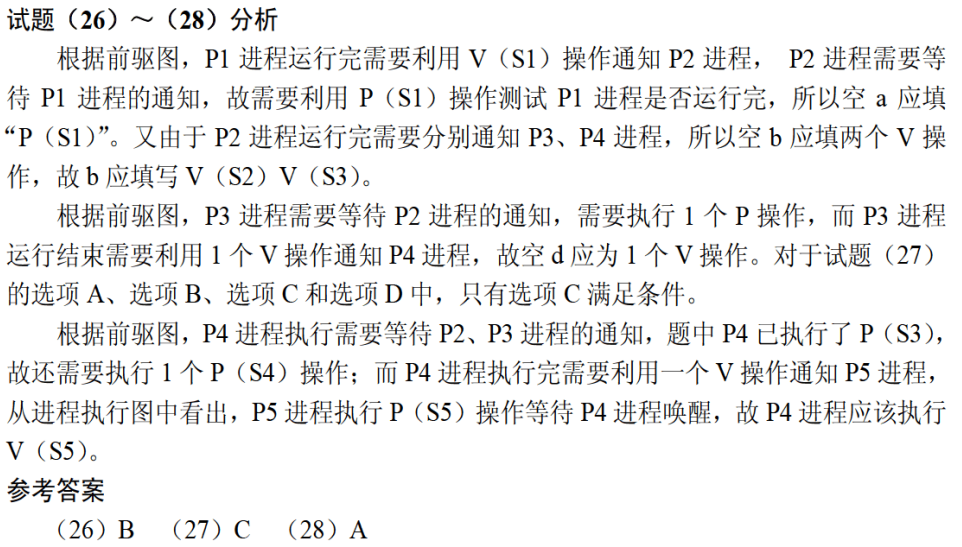 试题（26）～（28）分析
根据前驱图，P1 进程运行完需要利用 V（S1）操作通知 P2 进程， P2 进程需要等
待 P1 进程的通知，故需要利用 P（S1）操作测试 P1 进程是否运行完，所以空 a 应填
“P（S1）”。又由于 P2 进程运行完需要分别通知 P3、P4 进程，所以空 b 应填两个 V 操
作，故 b 应填写 V（S2）V（S3）。
根据前驱图，P3 进程需要等待 P2 进程的通知，需要执行 1 个 P 操作，而 P3 进程
运行结束需要利用 1 个 V 操作通知 P4 进程，故空 d 应为 1 个 V 操作。对于试题（27）
的选项 A、选项 B、选项 C 和选项 D 中，只有选项 C 满足条件。
根据前驱图，P4 进程执行需要等待 P2、P3 进程的通知，题中 P4 已执行了 P（S3），
故还需要执行 1 个 P（S4）操作；而 P4 进程执行完需要利用一个 V 操作通知 P5 进程，
从进程执行图中看出，P5 进程执行 P（S5）操作等待 P4 进程唤醒，故 P4 进程应该执行
V（S5）。
参考答案
（26）B （27）C （28）A